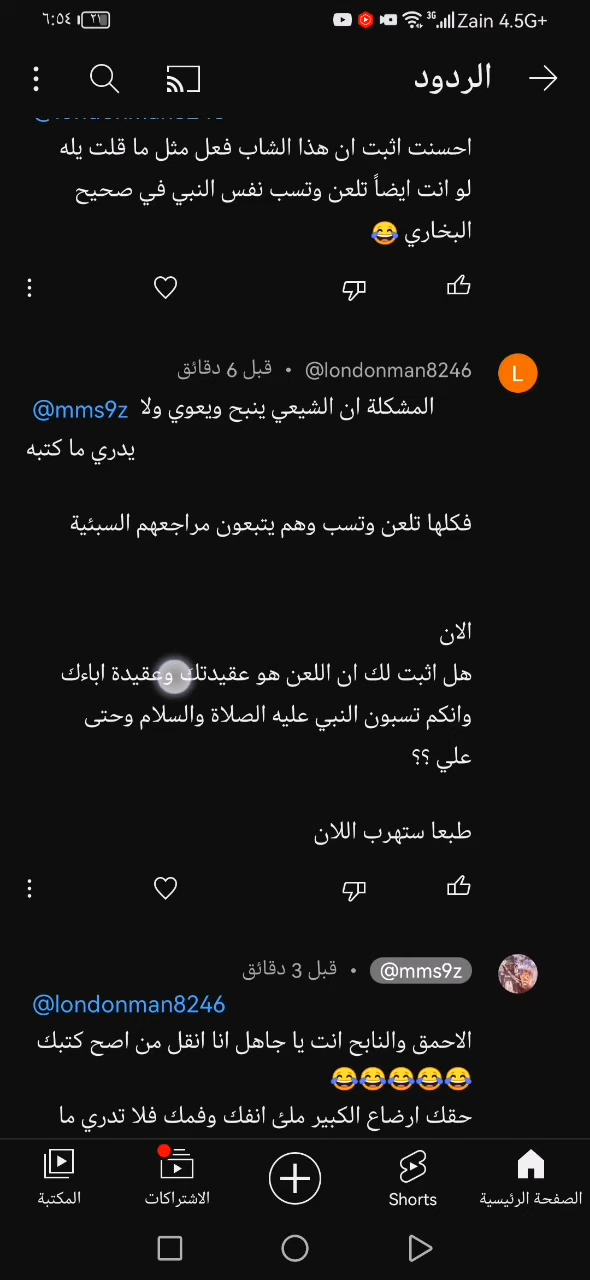 ٦:٥٤ ٢١ 3G Zain 4.5G+
الردود
احسنت اثبت ان هذا الشاب فعل مثل ما قلت يله
لو انت ايضاً تلعن وتسب نفس النبي في صحيح
البخاري 😂
@londonman8246 • قبل 6 دقائق
L
@mms9z المشكلة ان الشيعي ينبح ويعوي ولا
يدري ما كتبه
فكلها تلعن وتسب وهم يتبعون مراجعهم السبئية
الان
هل اثبت لك ان اللعن هو عقيدتك وعقيدة اباءك
وانكم تسبون النبي عليه الصلاة والسلام وحتى
علي ؟؟
طبعا ستهرب اللان
@mms9z • قبل 3 دقائق
@londonman8246
الاحمق والنابح انت يا جاهل انا انقل من اصح كتبك
😂😂😂😂😂
حقك ارضاع الكبير ملئ انفك وفمك فلا تدري ما
الصفحة الرئيسية
Shorts
الاشتراكات
المكتبة